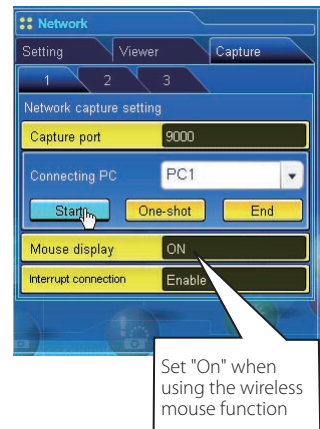 Network
Setting Viewer Capture
1 2 3
Network capture setting
Capture port 9000
Connecting PC PC1
Start One-shot End
Mouse display ON
Interrupt connection Enable
Set "On" when
using the wireless
mouse function